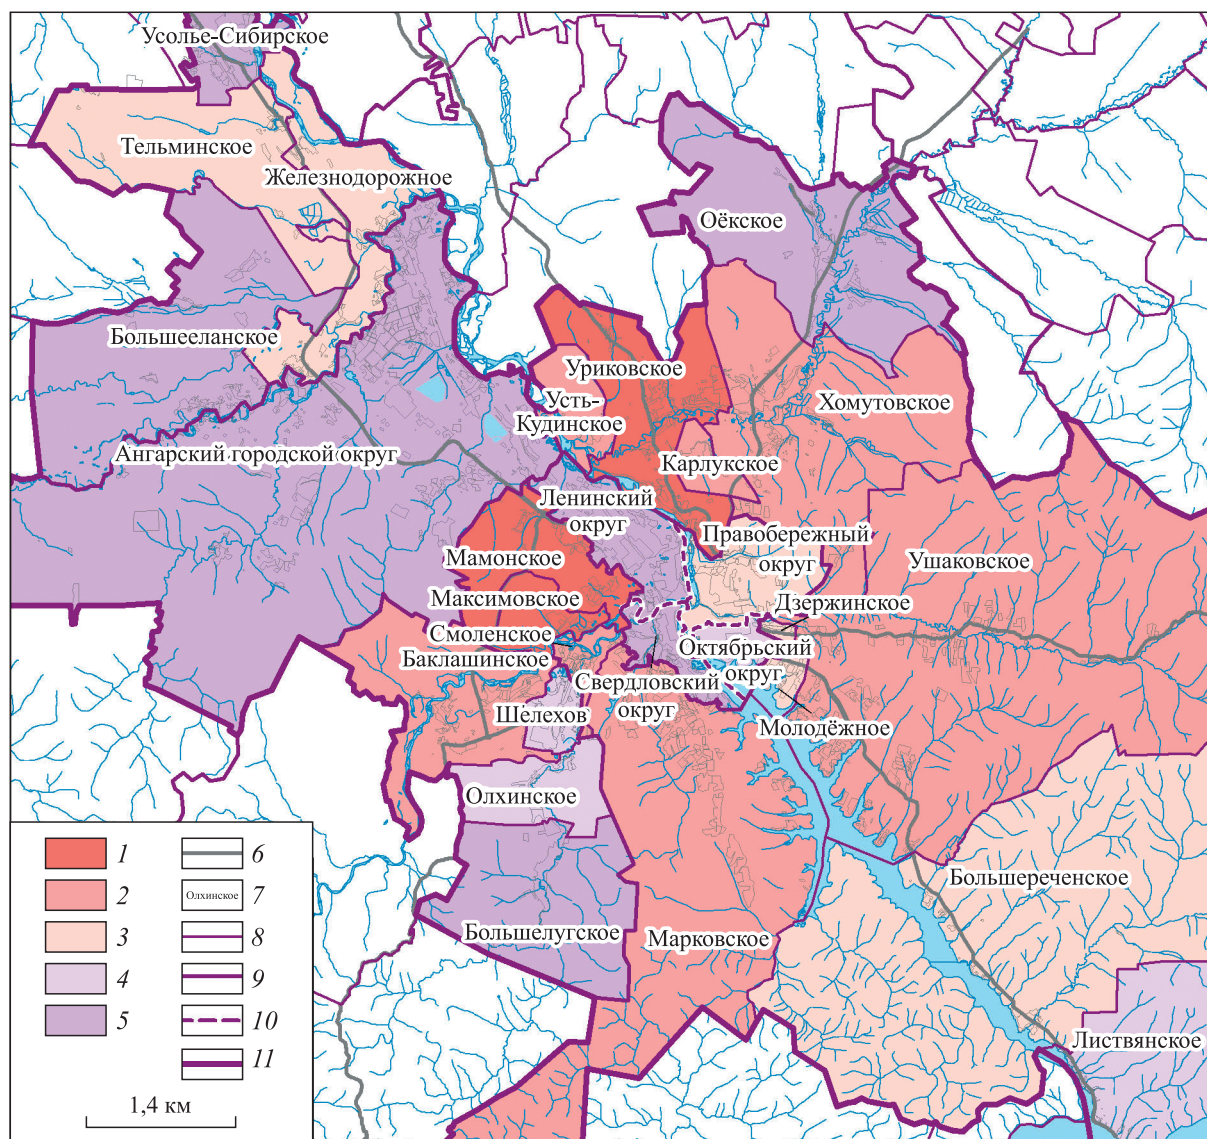 Усолье-Сибирское
Тельминское
Железнодорожное
Оёкское
Большееланское
Уриковское
Усть-
Кудинское
Хомутовское
Ангарский городской округ
Карлукское
Ленинский
округ
Правобережный
округ
Мамонское
Ушаковское
Максимовское
Дзержинское
Смоленское
Баклашинское
Октябрьский
округ
Свердловский
округ
Шелехов
Молодёжное
Олхинское
Большереченское
Большелугское
Марковское
Листвянское
1
2
3
4
5
6
Олхинское 7
8
9
10
11
1,4 км